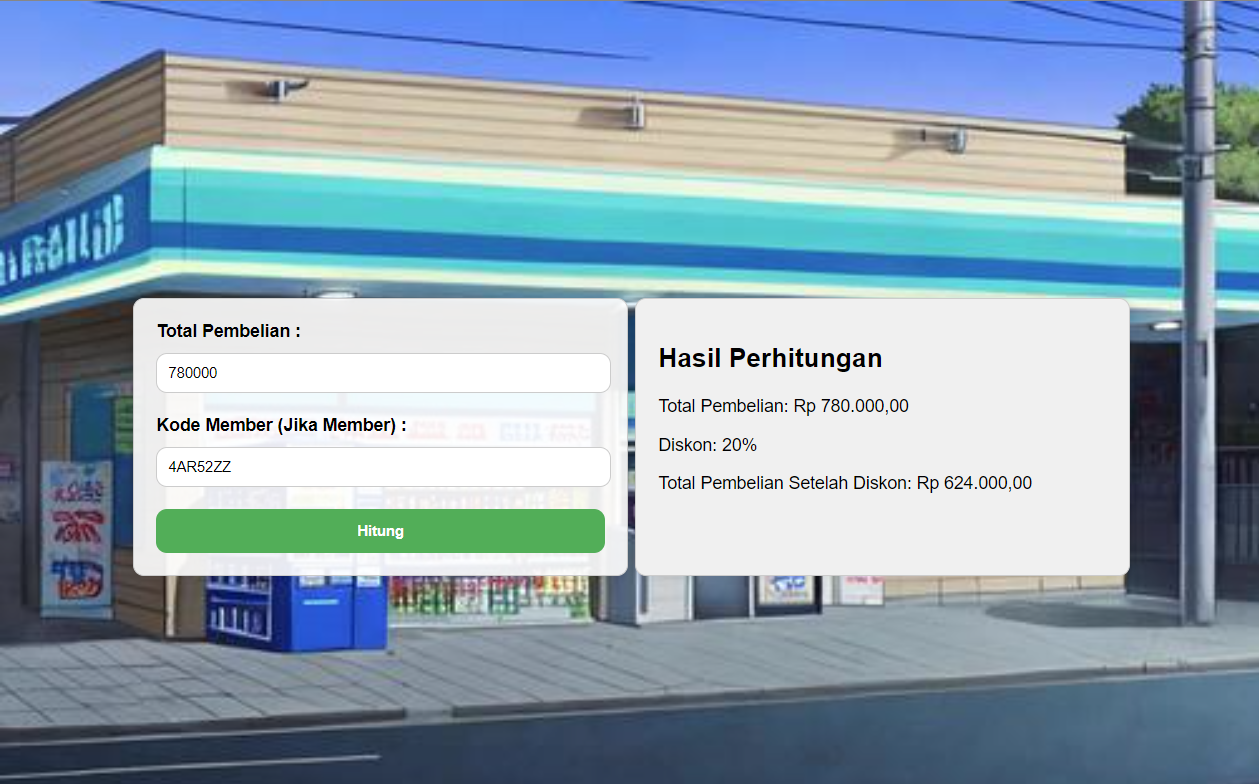 Total Pembelian :
780000
Kode Member (Jika Member) :
4AR52ZZ
Hitung
Hasil Perhitungan
Total Pembelian: Rp 780.000,00
Diskon: 20%
Total Pembelian Setelah Diskon: Rp 624.000,00